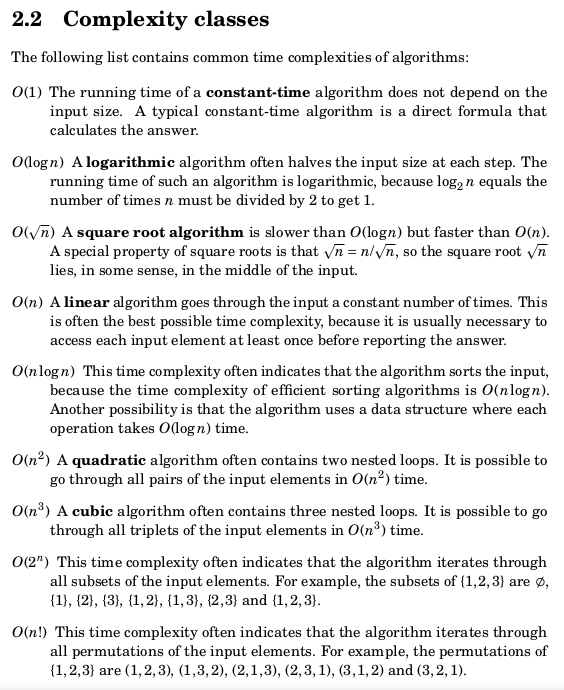 2.2 Complexity classes
The following list contains common time complexities of algorithms:
O(1) The running time of a constant-time algorithm does not depend on the
input size. A typical constant-time algorithm is a direct formula that
calculates the answer.
O(log n) A logarithmic algorithm often halves the input size at each step. The
running time of such an algorithm is logarithmic, because log₂ n equals the
number of times n must be divided by 2 to get 1.
O(√n) A square root algorithm is slower than O(log n) but faster than O(n).
A special property of square roots is that √n = n/√n, so the square root √n
lies, in some sense, in the middle of the input.
O(n) A linear algorithm goes through the input a constant number of times. This
is often the best possible time complexity, because it is usually necessary to
access each input element at least once before reporting the answer.
O(n log n) This time complexity often indicates that the algorithm sorts the input,
because the time complexity of efficient sorting algorithms is O(n log n).
Another possibility is that the algorithm uses a data structure where each
operation takes O(log n) time.
O(n²) A quadratic algorithm often contains two nested loops. It is possible to
go through all pairs of the input elements in O(n²) time.
O(n³) A cubic algorithm often contains three nested loops. It is possible to go
through all triplets of the input elements in O(n³) time.
O(2ⁿ) This time complexity often indicates that the algorithm iterates through
all subsets of the input elements. For example, the subsets of {1,2,3} are ∅,
{1}, {2}, {3}, {1,2}, {1,3}, {2,3} and {1,2,3}.
O(n!) This time complexity often indicates that the algorithm iterates through
all permutations of the input elements. For example, the permutations of
{1,2,3} are (1,2,3), (1,3,2), (2,1,3), (2,3,1), (3,1,2) and (3,2,1).